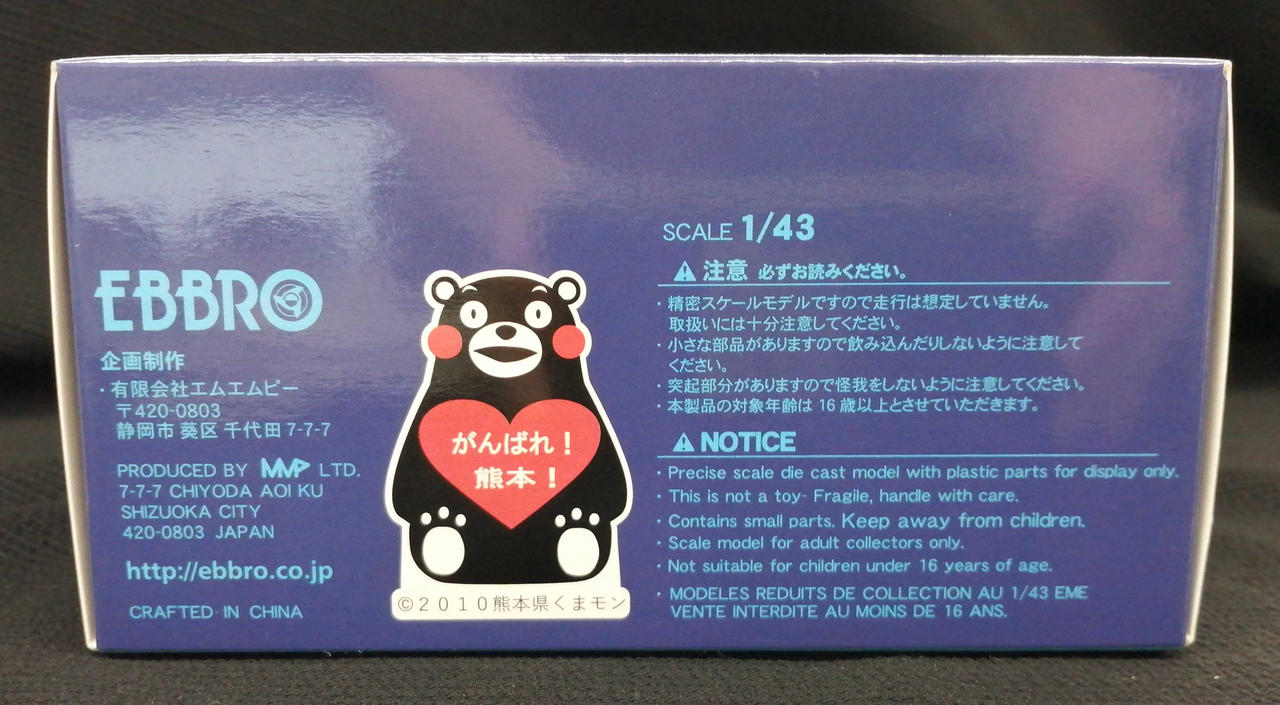 EBBRO
企画制作
・有限会社エムエムピー
〒420-0803
静岡市 葵区 千代田 7-7-7
PRODUCED BY MMP LTD.
7-7-7 CHIYODA AOI KU
SHIZUOKA CITY
420-0803 JAPAN
http://ebbro.co.jp
CRAFTED IN CHINA
がんばれ！
熊本！
©２０１０熊本県くまモン
SCALE 1/43
注意 必ずお読みください。
・精密スケールモデルですので走行は想定していません。
取扱いには十分注意してください。
・小さな部品がありますので飲み込んだりしないように注意して
ください。
・突起部分がありますので怪我をしないように注意してください。
・本製品の対象年齢は 16 歳以上とさせていただきます。
NOTICE
・Precise scale die cast model with plastic parts for display only.
・This is not a toy- Fragile, handle with care.
・Contains small parts. Keep away from children.
・Scale model for adult collectors only.
・Not suitable for children under 16 years of age.
・MODELES REDUITS DE COLLECTION AU 1/43 EME
VENTE INTERDITE AU MOINS DE 16 ANS.